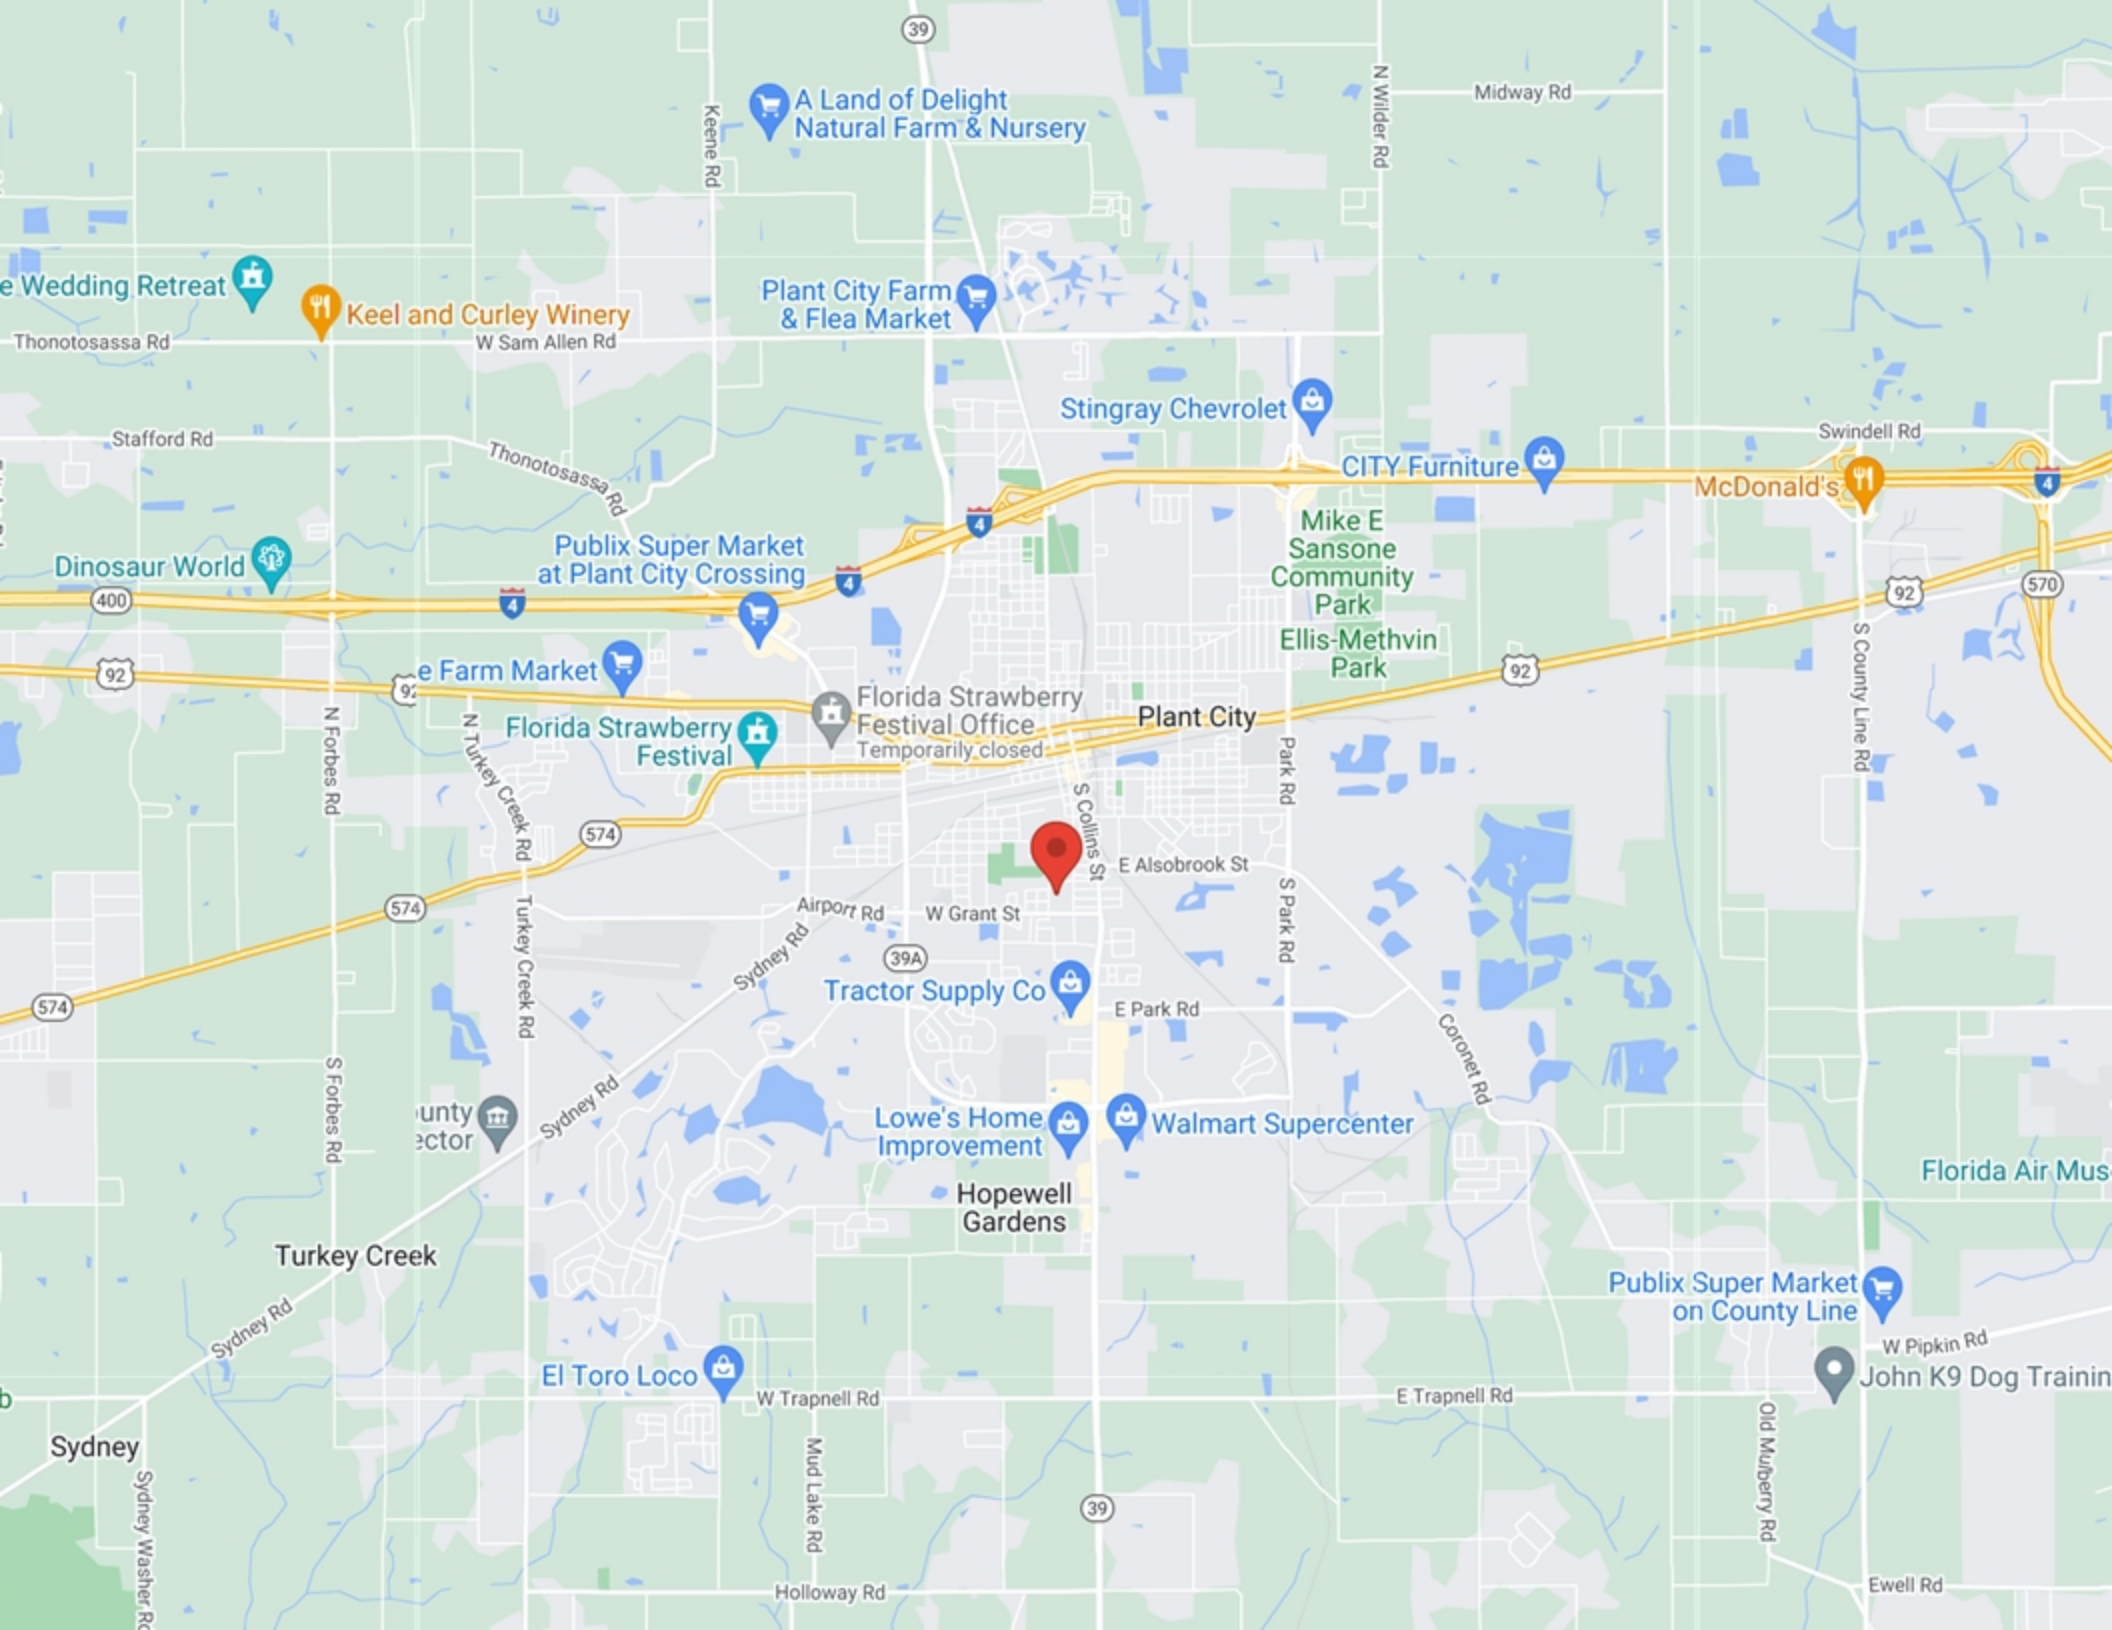 39
A Land of Delight
Natural Farm & Nursery
Keene Rd
N Wilder Rd
Midway Rd
e Wedding Retreat
Keel and Curley Winery
Plant City Farm
& Flea Market
Thonotosassa Rd
W Sam Allen Rd
Stingray Chevrolet
Stafford Rd
Thonotosassa Rd
CITY Furniture
Swindell Rd
McDonald's
4
4
Mike E
Sansone
Community
Park
Publix Super Market
at Plant City Crossing
Dinosaur World
400
4
4
92
570
Ellis-Methvin
Park
92
92
e Farm Market
92
S County Line Rd
Florida Strawberry
Festival Office
Temporarily closed
Plant City
Florida Strawberry
Festival
N Forbes Rd
N Turkey Creek Rd
Park Rd
S Collins St
574
E Alsobrook St
574
Airport Rd
W Grant St
S Park Rd
Turkey Creek Rd
Sydney Rd
39A
Tractor Supply Co
574
E Park Rd
Coronet Rd
S Forbes Rd
Sydney Rd
ounty
ector
Lowe's Home
Improvement
Walmart Supercenter
Florida Air Mus
Hopewell
Gardens
Turkey Creek
Publix Super Market
on County Line
Sydney Rd
W Pipkin Rd
El Toro Loco
W Trapnell Rd
E Trapnell Rd
John K9 Dog Trainin
b
Sydney
Mud Lake Rd
Old Mulberry Rd
Sydney Washer Rd
39
Holloway Rd
Ewell Rd